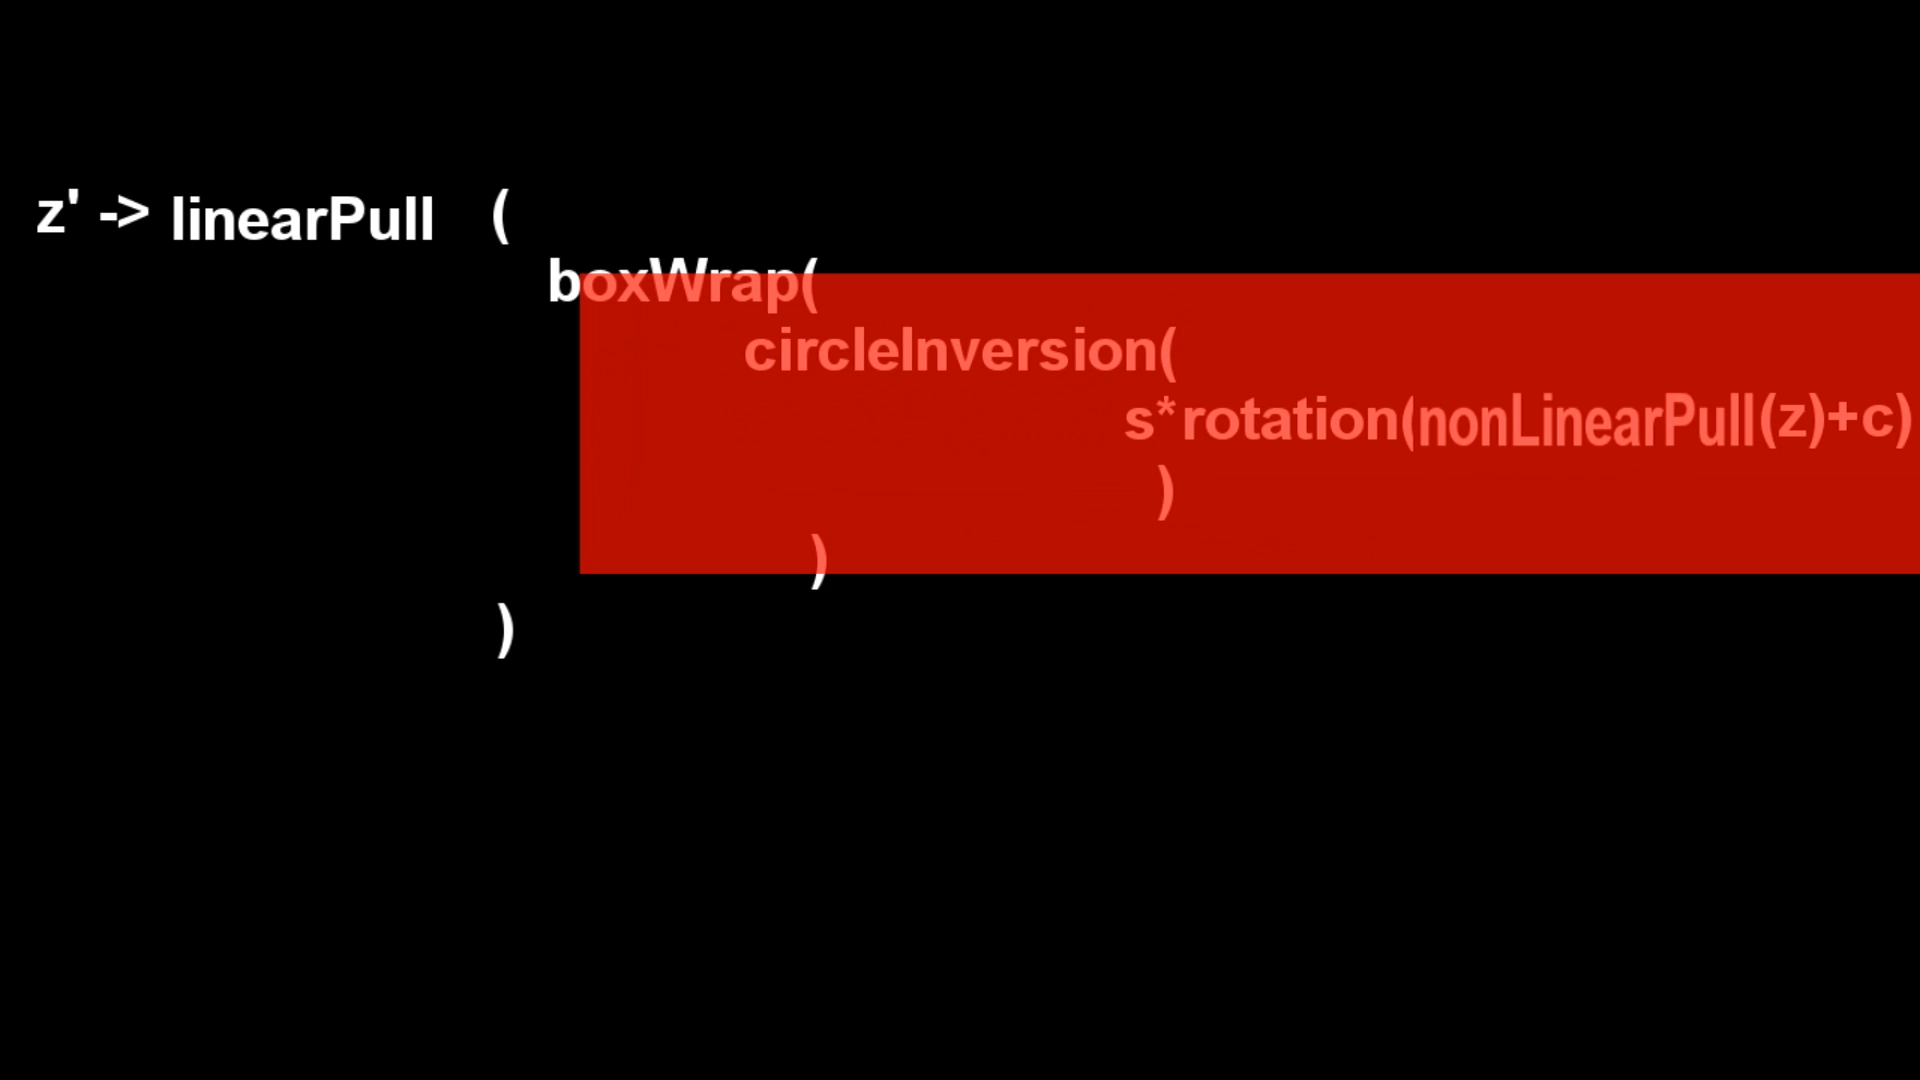 z' -> linearPull (
boxWrap(
circleInversion(
s*rotation(nonLinearPull(z)+c)
)
)
)